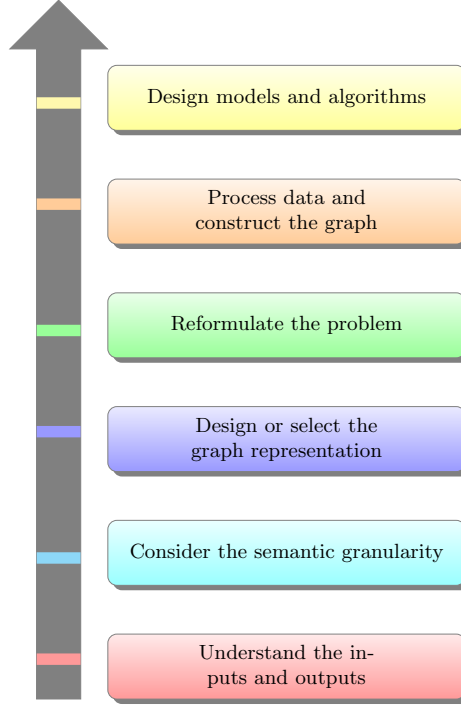 Design models and algorithms
Process data and
construct the graph
Reformulate the problem
Design or select the
graph representation
Consider the semantic granularity
Understand the in-
puts and outputs